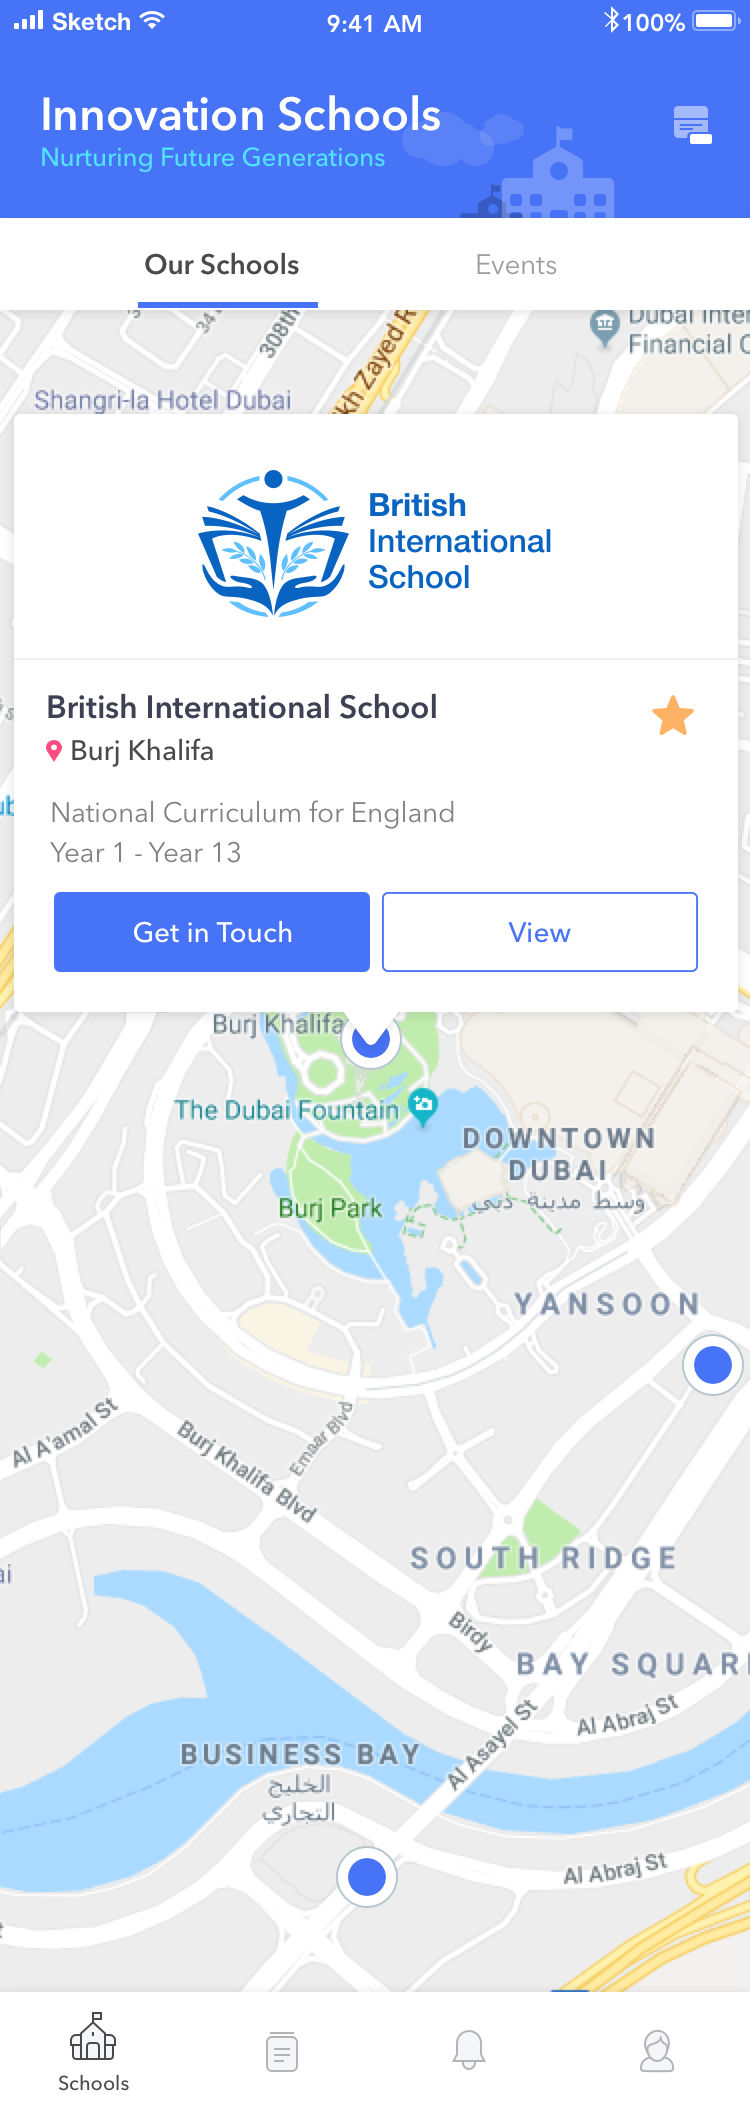 Sketch
9:41 AM
100%
Innovation Schools
Nurturing Future Generations
Our Schools
Events
308th
kh Zayed R
Dubai Inter
Financial C
Shangri-la Hotel Dubai
British
International
School
British International School
Burj Khalifa
National Curriculum for England
Year 1 - Year 13
Get in Touch
View
Burj Khalifa
The Dubai Fountain
DOWNTOWN
DUBAI
وسط مدينة دبي
Burj Park
YANSOON
Al A'amal St
Burj Khalifa Blvd
Emaar Blvd
SOUTH RIDGE
ai
Birdy
BAY SQUAR
Al Abraj St
Al Asayel St
BUSINESS BAY
الخليج
التجاري
Al Abraj St
Schools